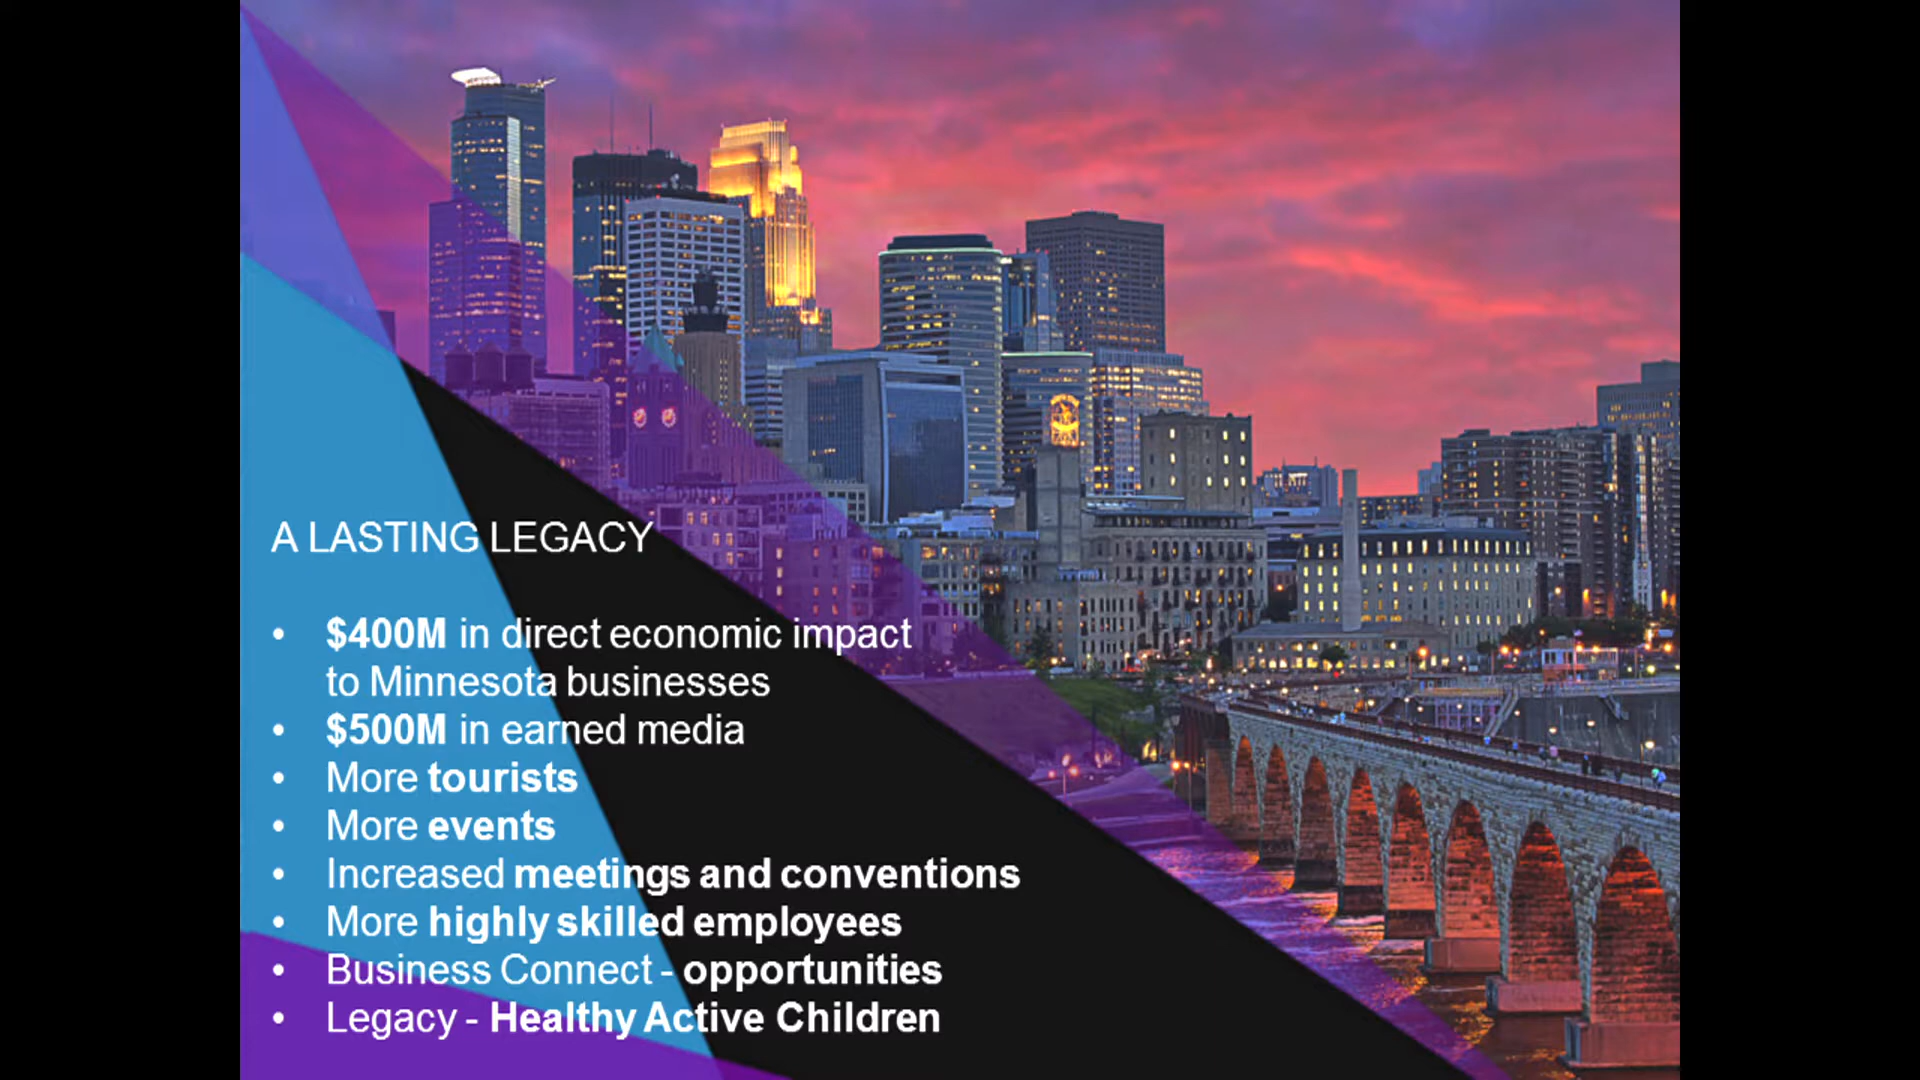 A LASTING LEGACY
• $400M in direct economic impact
to Minnesota businesses
• $500M in earned media
• More tourists
• More events
• Increased meetings and conventions
• More highly skilled employees
• Business Connect - opportunities
• Legacy - Healthy Active Children